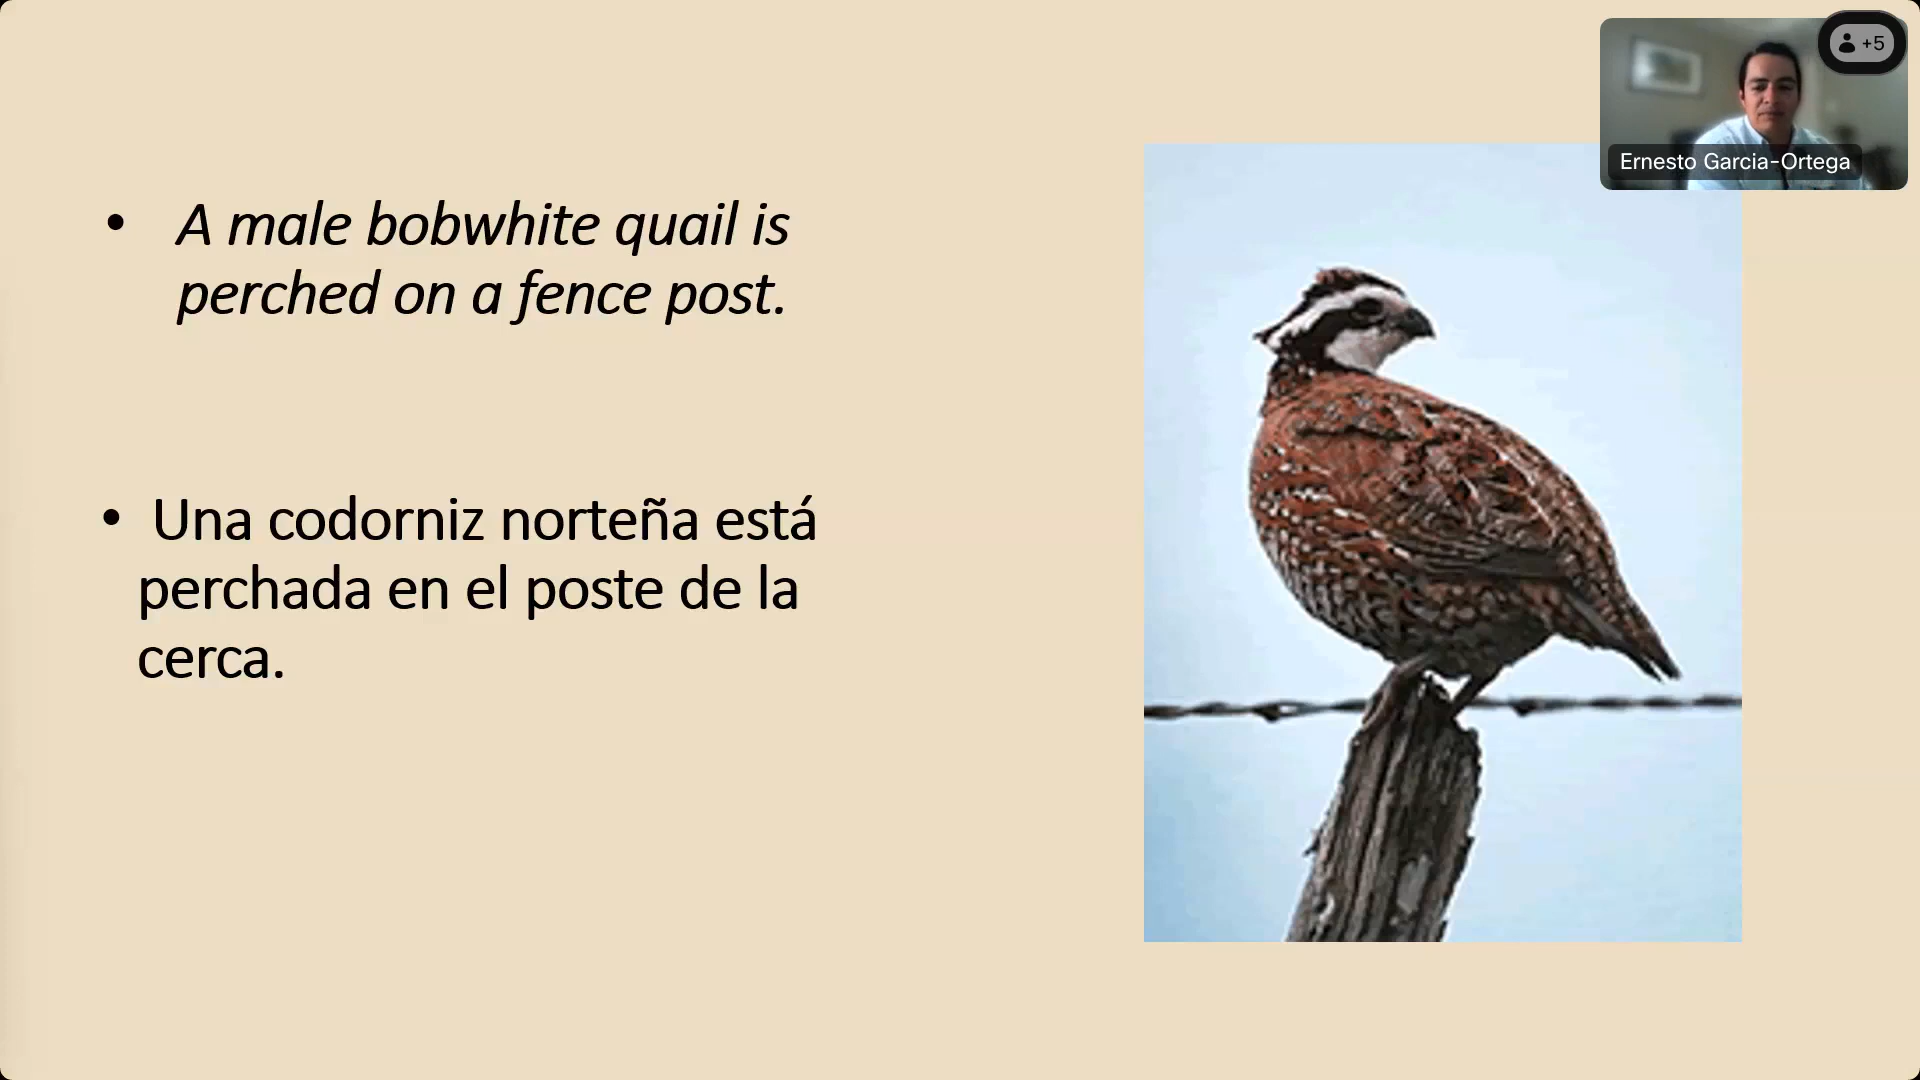 +5
Ernesto Garcia-Ortega
• A male bobwhite quail is
perched on a fence post.
• Una codorniz norteña está
perchada en el poste de la
cerca.